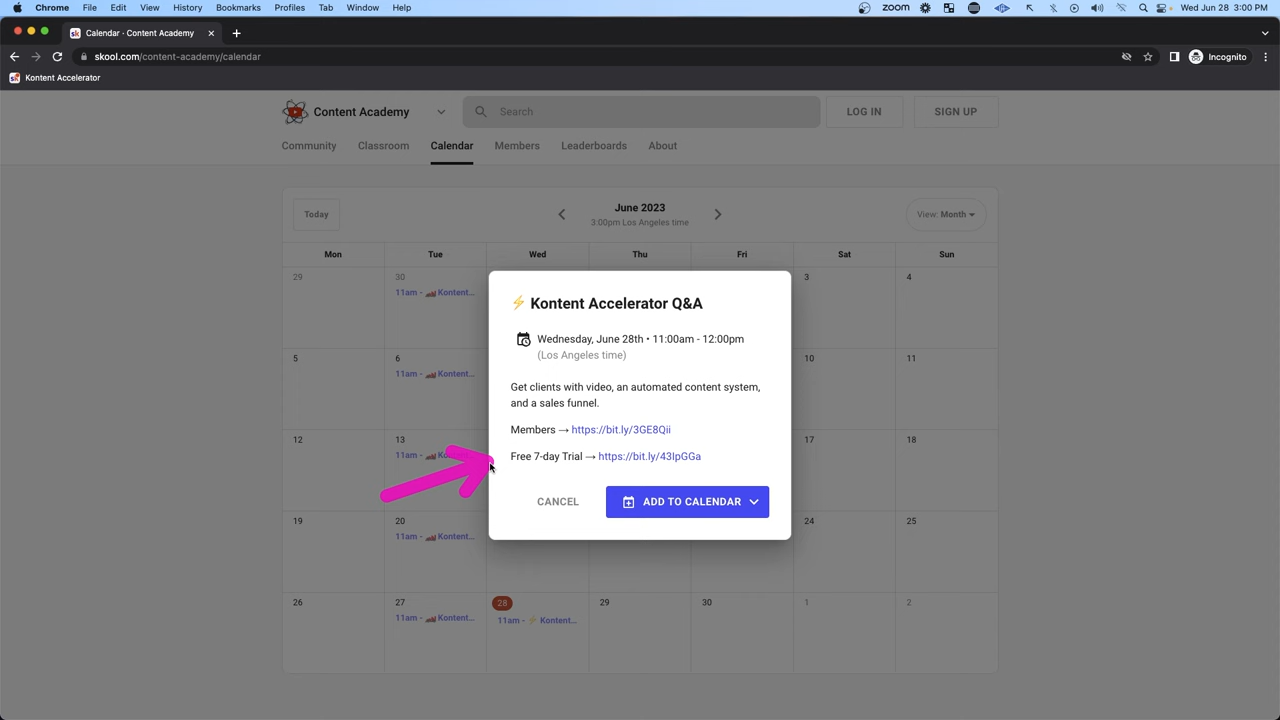 Chrome File Edit View History Bookmarks Profiles Tab Window Help zoom Wed Jun 28 3:00 PM
Calendar · Content Academy
skool.com/content-academy/calendar Incognito
Kontent Accelerator
Content Academy Search LOG IN SIGN UP
Community Classroom Calendar Members Leaderboards About
Today June 2023 View: Month
3:00pm Los Angeles time
Mon Tue Wed Thu Fri Sat Sun
29 30 3 4
11am - Kontent...
5 6 10 11
11am - Kontent...
12 13 17 18
11am -
19 20 24 25
11am - Kontent...
26 27 28 29 30 1 2
11am - Kontent... 11am - ⚡ Kontent...
⚡ Kontent Accelerator Q&A
Wednesday, June 28th • 11:00am - 12:00pm
(Los Angeles time)
Get clients with video, an automated content system,
and a sales funnel.
Members → https://bit.ly/3GE8Qii
Free 7-day Trial → https://bit.ly/43IpGGa
CANCEL ADD TO CALENDAR